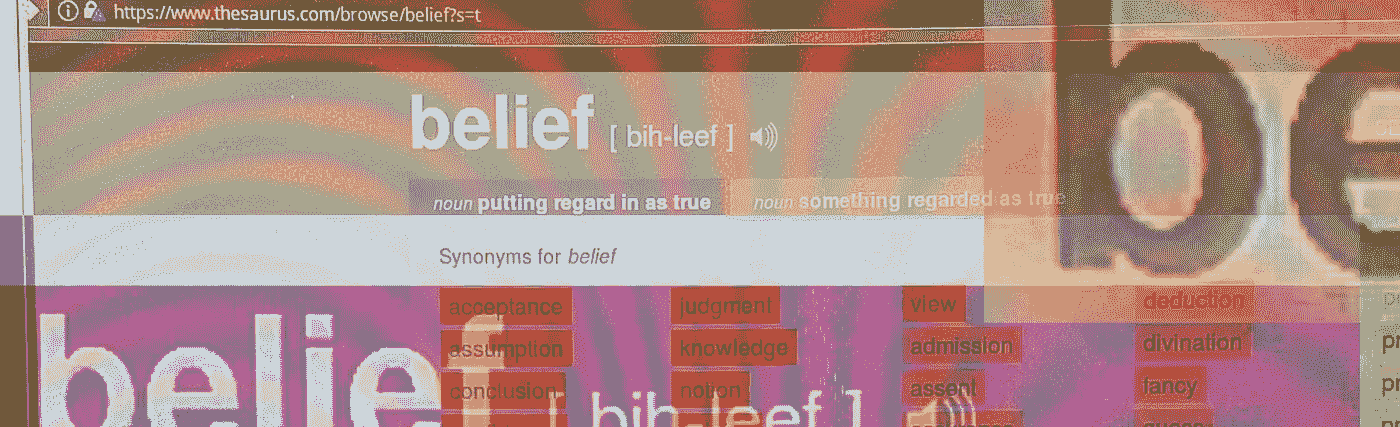 https://www.thesaurus.com/browse/belief?s=t
belief [ bih-leef ]
noun putting regard in as true noun something regarded as true
Synonyms for belief
acceptance judgment view deduction
assumption knowledge admission divination
conclusion notion assent fancy
belief [ bih-leef ]
be